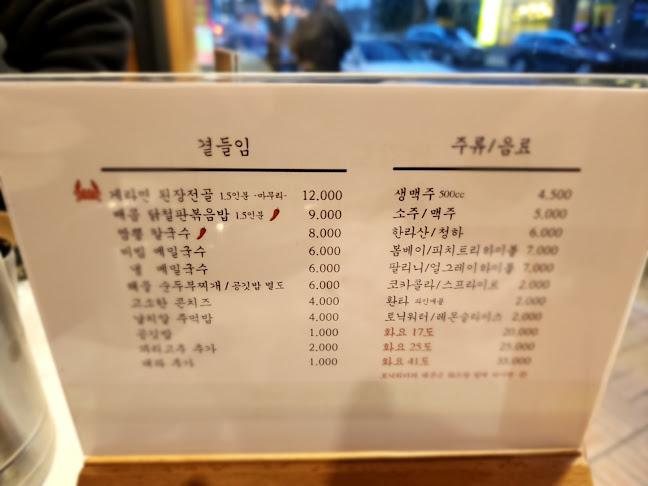 곁들임
게라면 된장전골 1.5인분 -마무리- 12.000
매콤 닭철판볶음밥 1.5인분 9.000
짬뽕 칼국수 8.000
비빔 메밀국수 6.000
냉 메밀국수 6.000
매콤 순두부찌개/공깃밥 별도 6.000
고소한 콘치즈 4.000
날치알 주먹밥 4.000
공깃밥 1.000
꽈리고추 추가 2.000
추가 1.000
주류/음료
생맥주 500cc 4.500
소주/맥주 5,000
한라산/청하 6.000
봄베이/피치트리하이볼 7.000
팔리니/얼그레이하이볼 7,000
코카콜라/스프라이트 2.000
환타 파인애플 2.000
토닉워터/레몬슬라이스 2.000
화요 17도 20.000
화요 25도 25.000
화요 41도 35.000